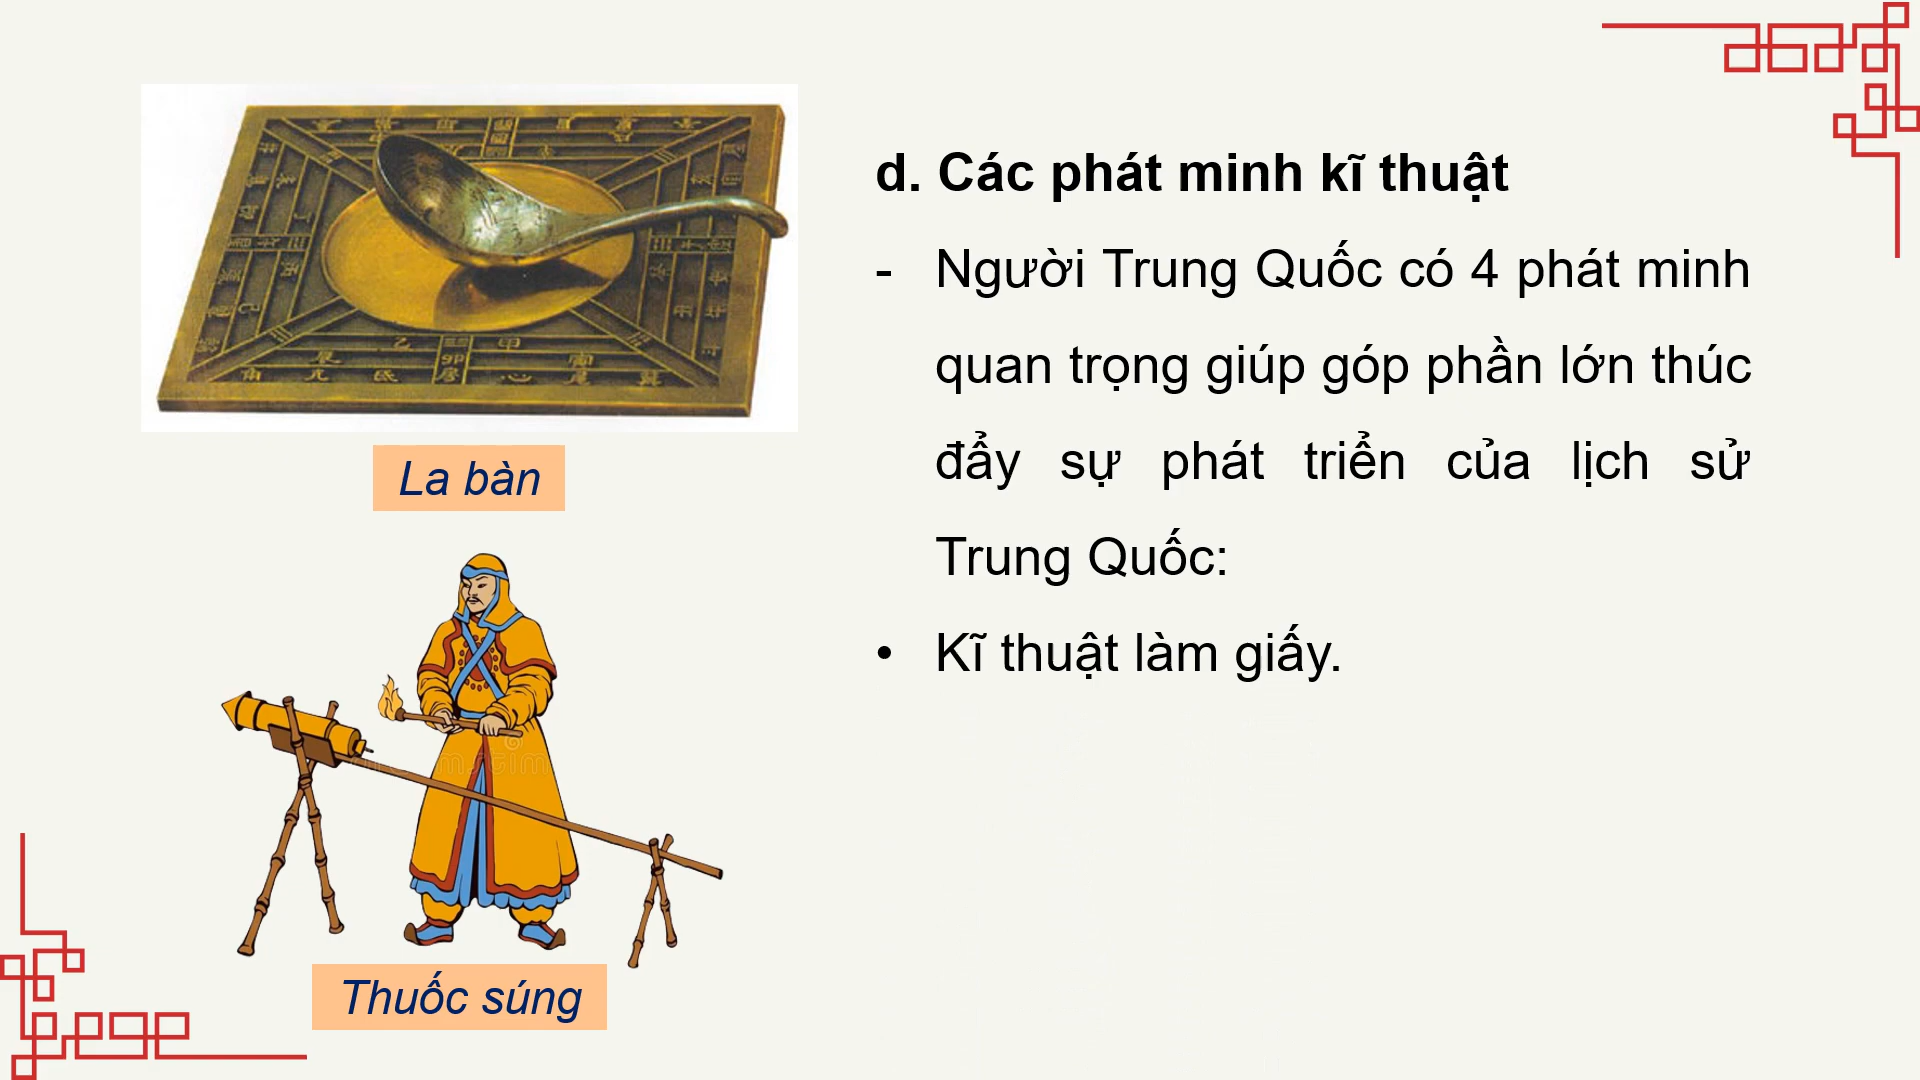 d. Các phát minh kĩ thuật
- Người Trung Quốc có 4 phát minh
quan trọng giúp góp phần lớn thúc
đẩy sự phát triển của lịch sử
Trung Quốc:
• Kĩ thuật làm giấy.
La bàn
Thuốc súng